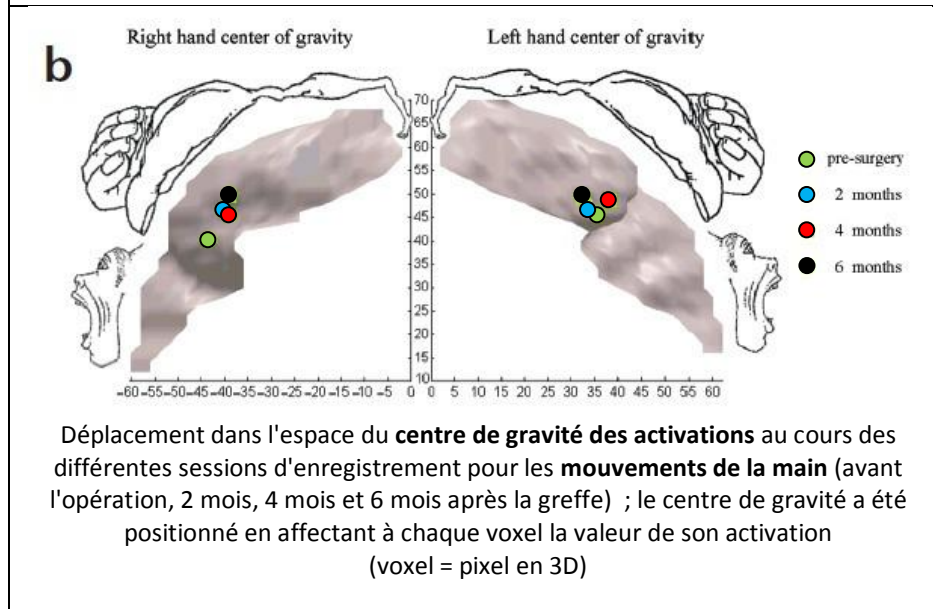 Right hand center of gravity
Left hand center of gravity
b
pre-surgery
2 months
4 months
6 months
70
65
60
55
50
45
40
35
30
25
20
15
10
-60 -55 -50 -45 -40 -35 -30 -25 -20 -15 -10 -5 0
0 5 10 15 20 25 30 35 40 45 50 55 60
Déplacement dans l'espace du centre de gravité des activations au cours des
différentes sessions d'enregistrement pour les mouvements de la main (avant
l'opération, 2 mois, 4 mois et 6 mois après la greffe) ; le centre de gravité a été
positionné en affectant à chaque voxel la valeur de son activation
(voxel = pixel en 3D)